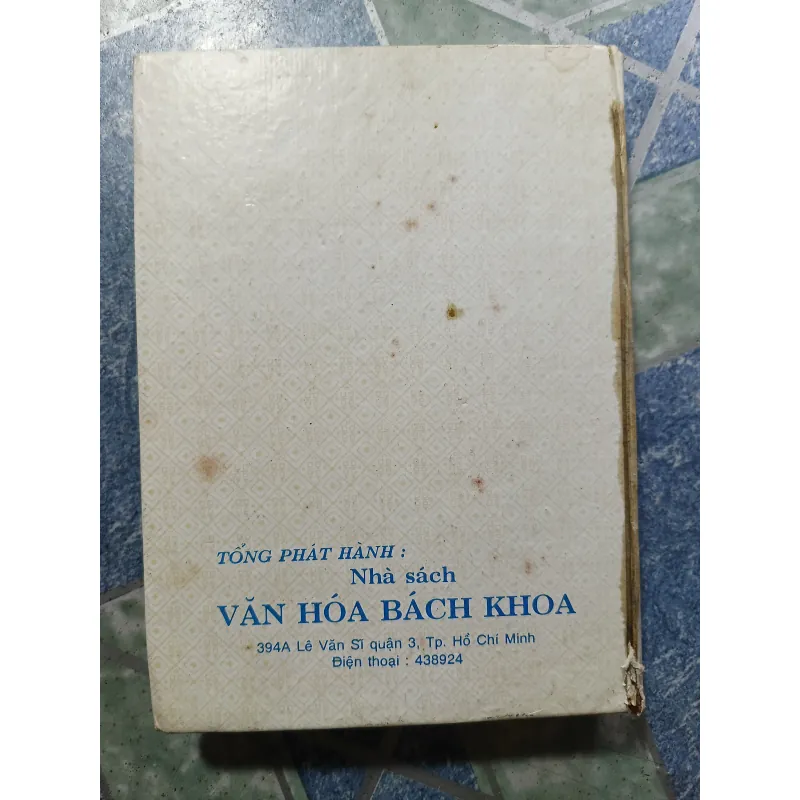 TỔNG PHÁT HÀNH :
Nhà sách
VĂN HÓA BÁCH KHOA
394A Lê Văn Sĩ quận 3, Tp. Hồ Chí Minh
Điện thoại : 438924